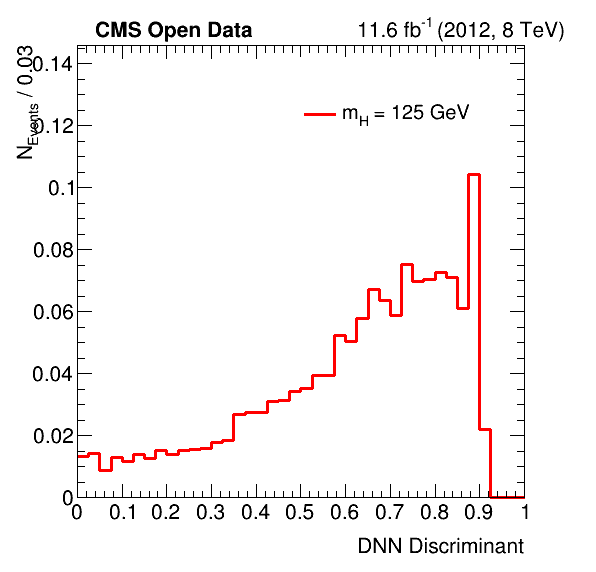 CMS Open Data 11.6 fb-1 (2012, 8 TeV)
NEvents / 0.03
mH = 125 GeV
0.14
0.12
0.1
0.08
0.06
0.04
0.02
0
0 0.1 0.2 0.3 0.4 0.5 0.6 0.7 0.8 0.9 1
DNN Discriminant